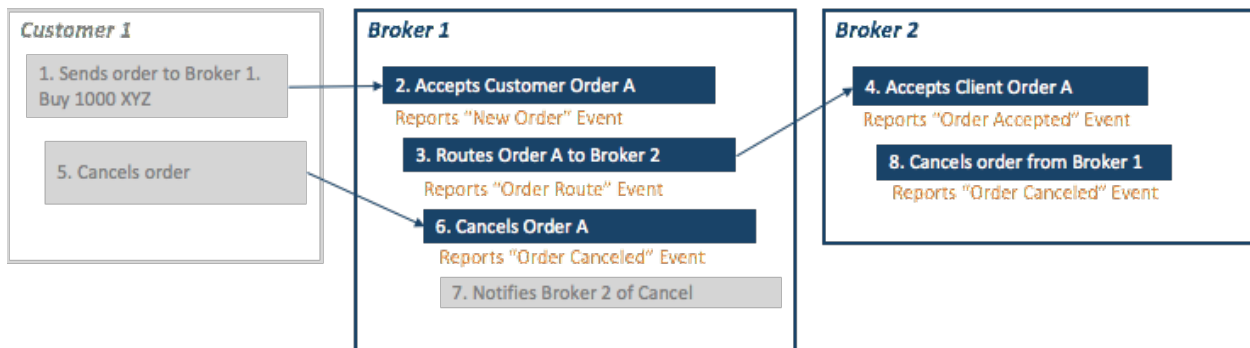 Customer 1
1. Sends order to Broker 1.
Buy 1000 XYZ
5. Cancels order
Broker 1
2. Accepts Customer Order A
Reports "New Order" Event
3. Routes Order A to Broker 2
Reports "Order Route" Event
6. Cancels Order A
Reports "Order Canceled" Event
7. Notifies Broker 2 of Cancel
Broker 2
4. Accepts Client Order A
Reports "Order Accepted" Event
8. Cancels order from Broker 1
Reports "Order Canceled" Event